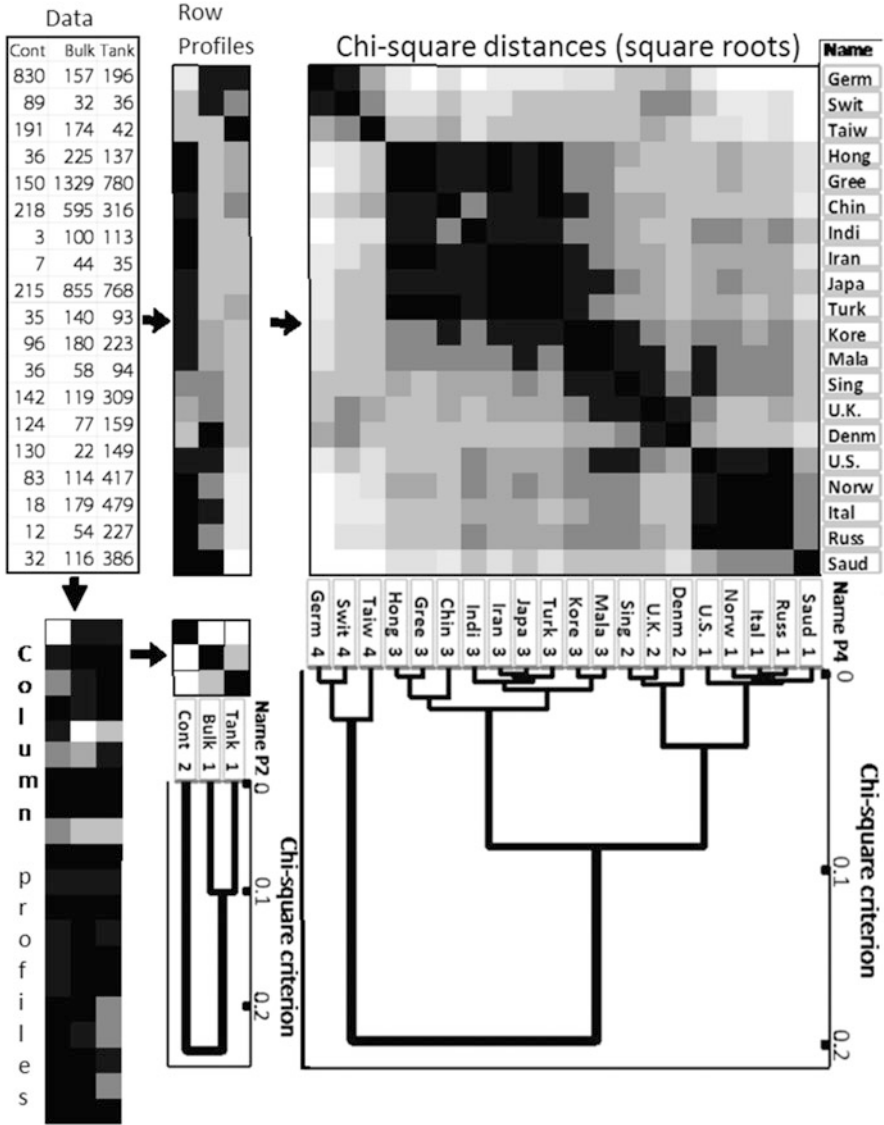 Data
Row
Profiles
Chi-square distances (square roots)
Name
Cont Bulk Tank
830 157 196
89 32 36
191 174 42
36 225 137
150 1329 780
218 595 316
3 100 113
7 44 35
215 855 768
35 140 93
96 180 223
36 58 94
142 119 309
124 77 159
130 22 149
83 114 417
18 179 479
12 54 227
32 116 386
Germ
Swit
Taiw
Hong
Gree
Chin
Indi
Iran
Japa
Turk
Kore
Mala
Sing
U.K.
Denm
U.S.
Norw
Ital
Russ
Saud
Germ 4
Swit 4
Taiw 4
Hong 3
Gree 3
Chin 3
Indi 3
Iran 3
Japa 3
Turk 3
Kore 3
Mala 3
Sing 2
U.K. 2
Denm 2
U.S. 1
Norw 1
Ital 1
Russ 1
Saud 1
Name P4
0
0.1
0.2
Chi-square criterion
Column profiles
Cont 2
Bulk 1
Tank 1
Name P2
0
0.1
0.2
Chi-square criterion